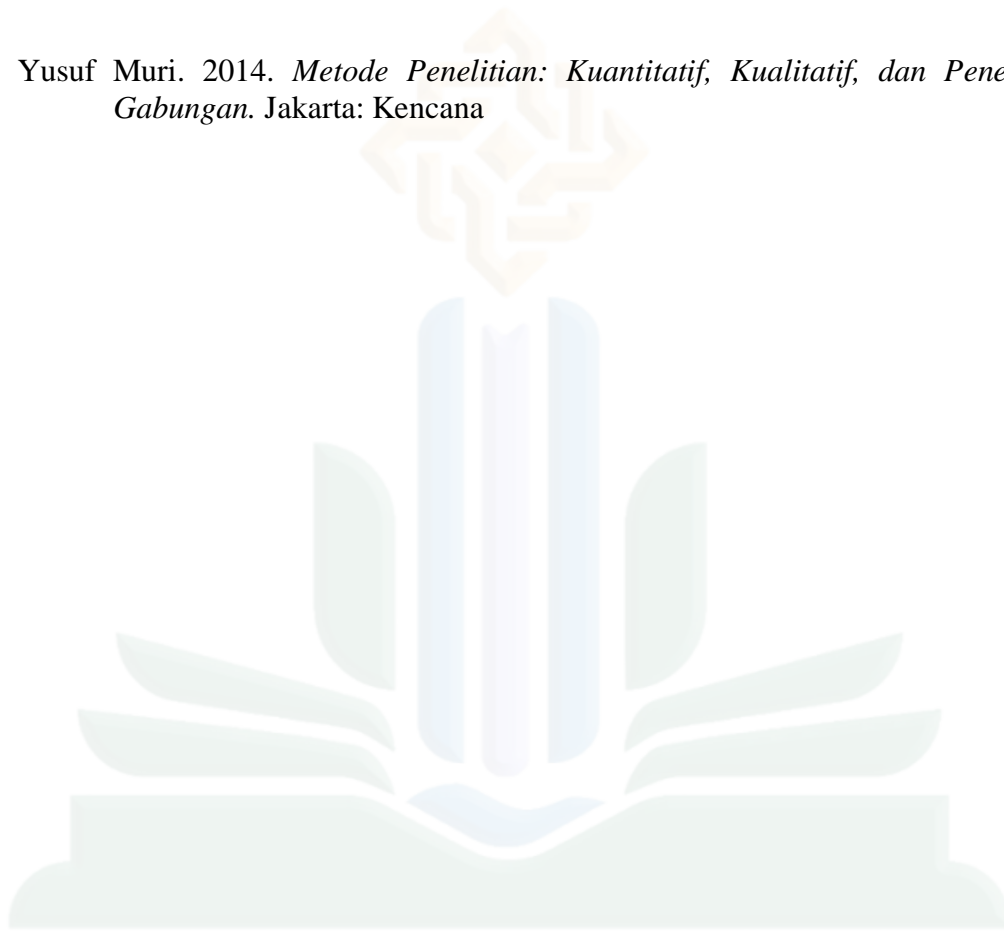 Yusuf Muri. 2014. Metode Penelitian: Kuantitatif, Kualitatif, dan Pene
Gabungan. Jakarta: Kencana